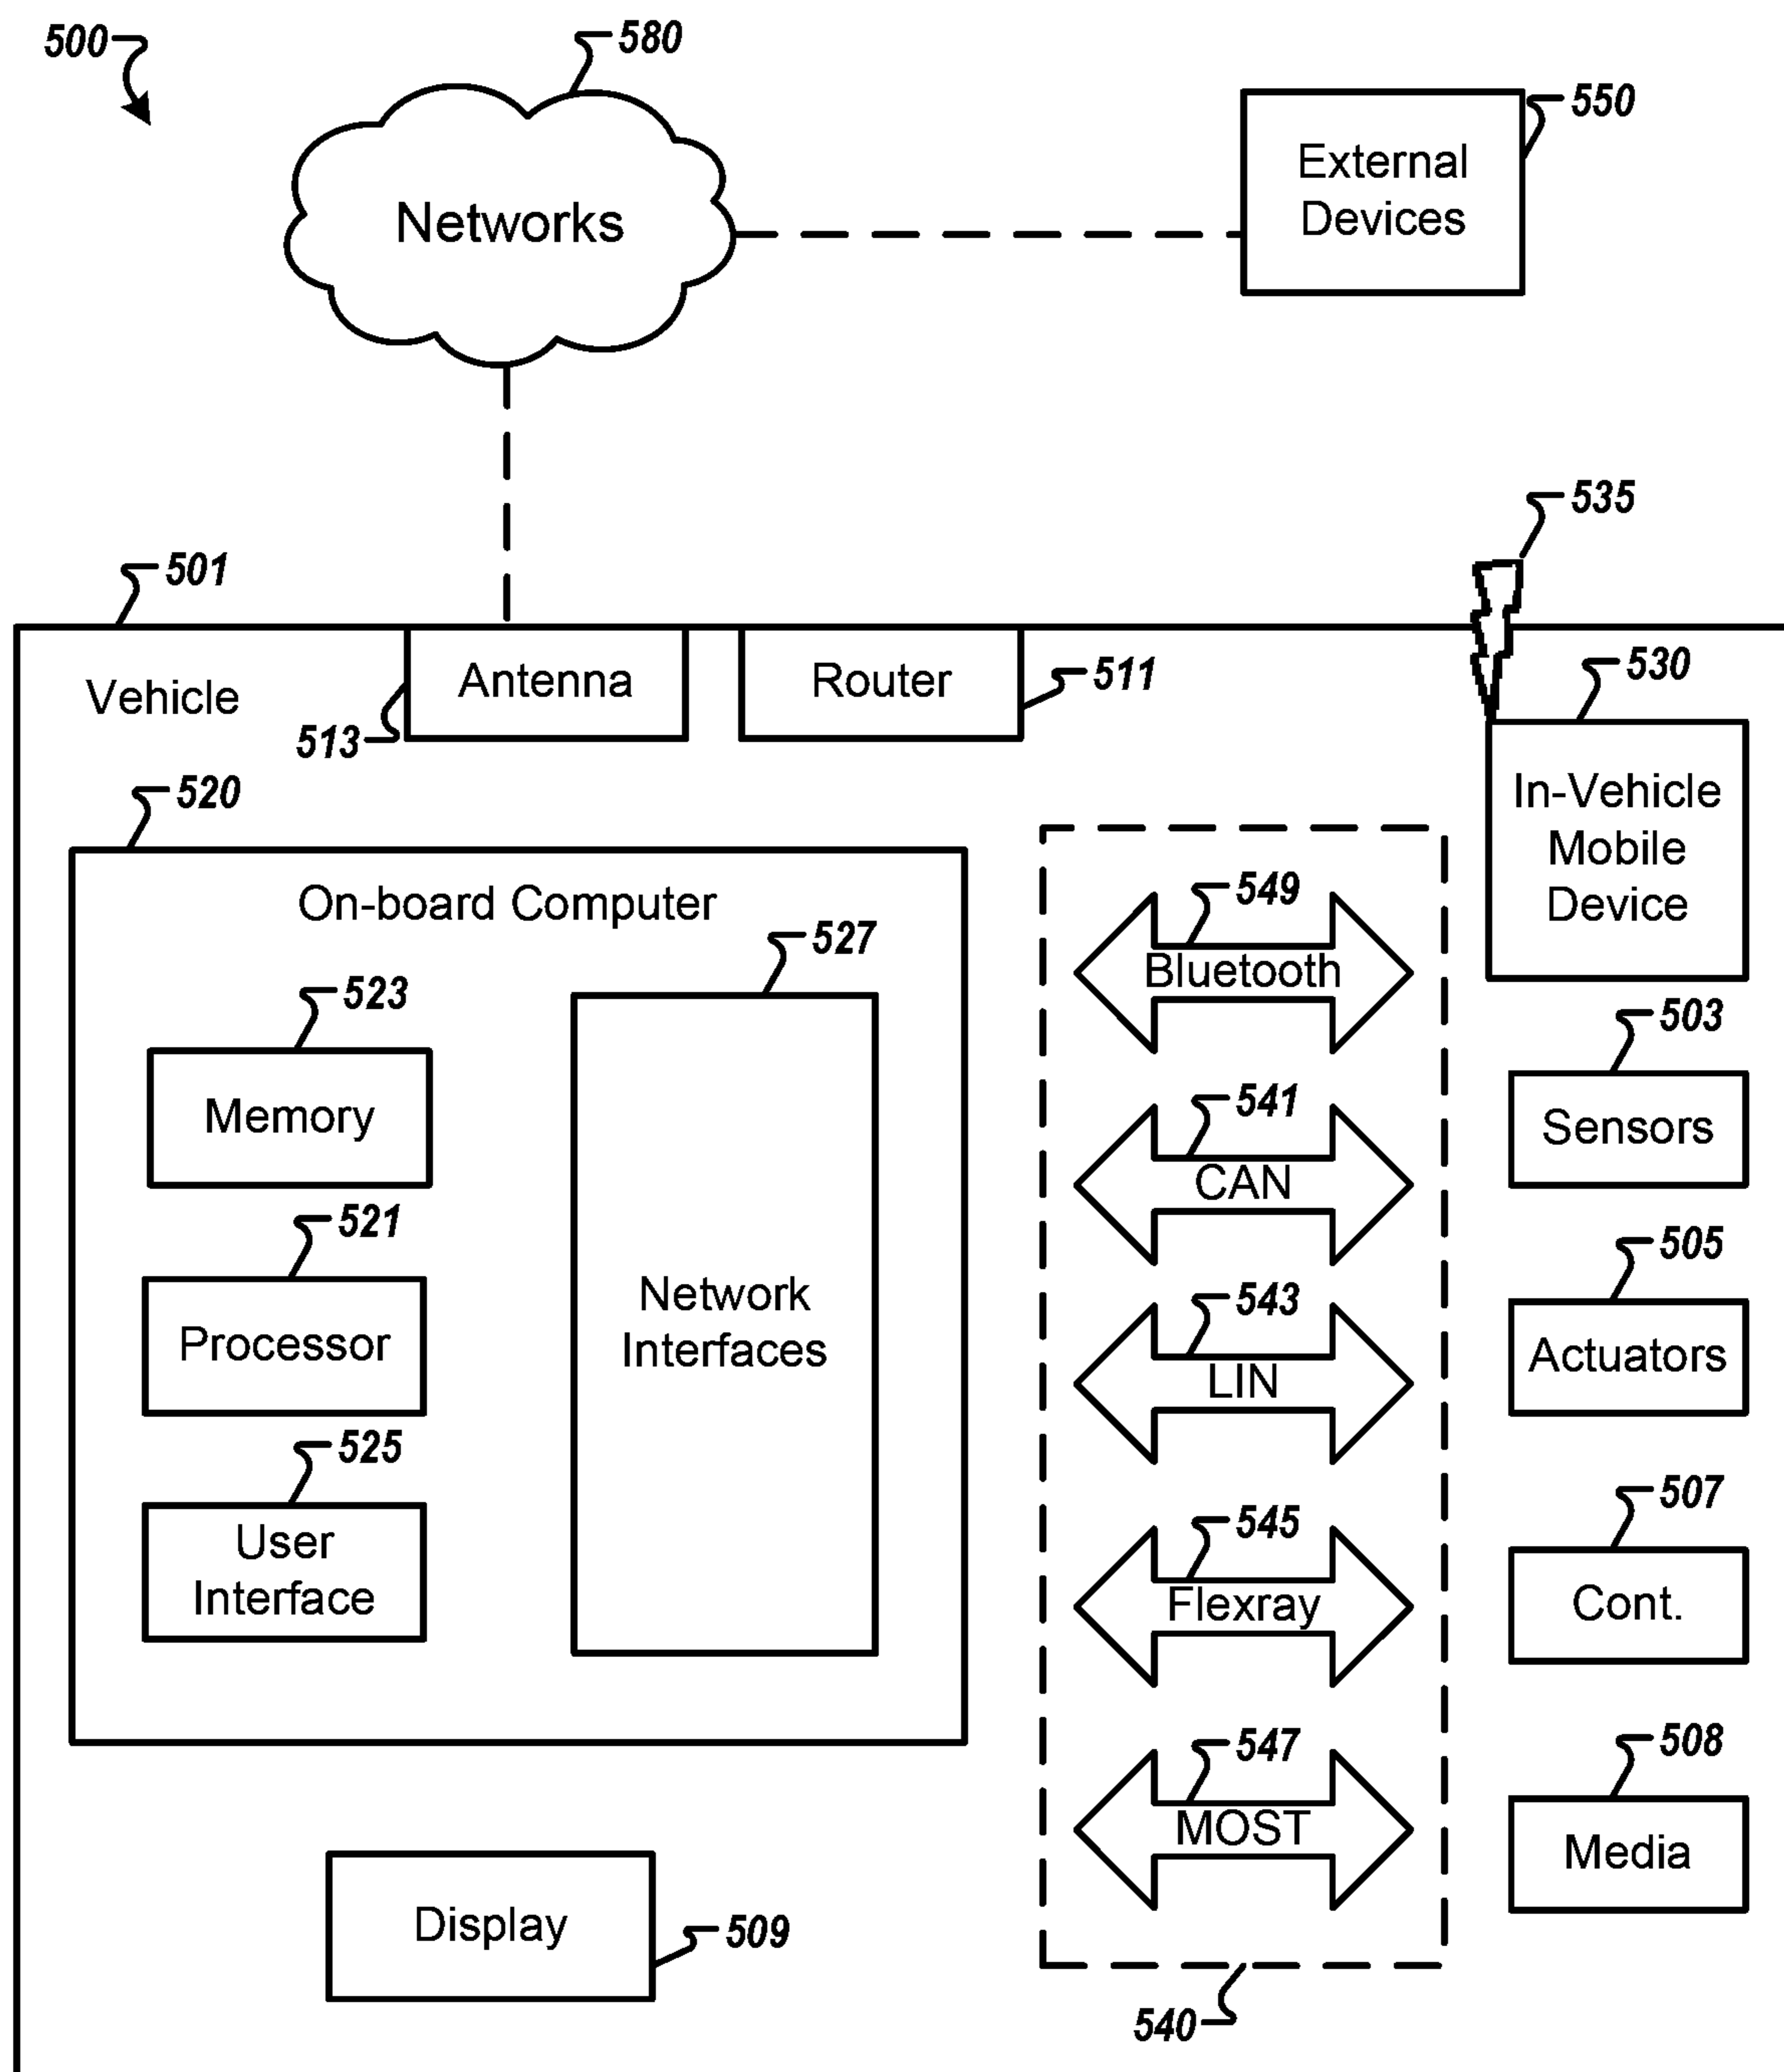 500
580
Networks
550
External
Devices
535
501
Vehicle
Antenna
513
Router
511
530
In-Vehicle
Mobile
Device
520
On-board Computer
527
523
Memory
521
Processor
525
User
Interface
Network
Interfaces
549
Bluetooth
541
CAN
543
LIN
545
Flexray
547
MOST
540
503
Sensors
505
Actuators
507
Cont.
508
Media
Display
509